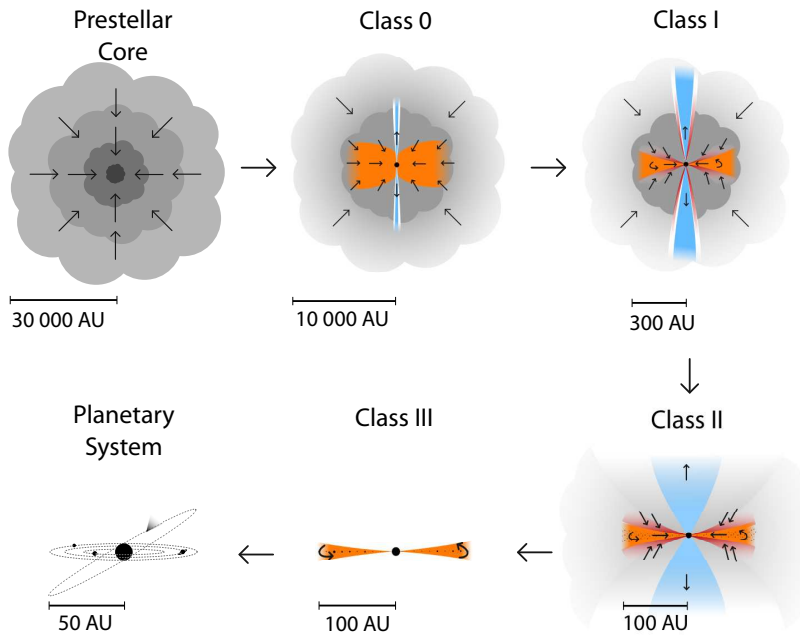 Prestellar
Core
Class 0
Class I
30 000 AU
10 000 AU
300 AU
Planetary
System
Class III
Class II
50 AU
100 AU
100 AU